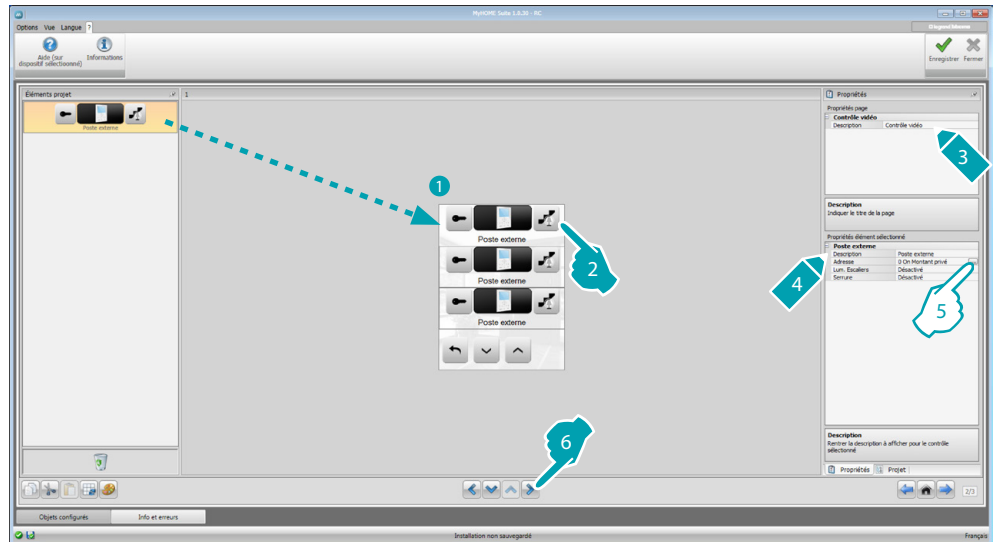 MyHOME Suite 1.0.30 - RC
Options Vue Langue ?
Aide (sur
dispositif sélectionné)
Informations
Enregistrer Fermer
Éléments projet
1
Poste externe
1
Poste externe
2
Poste externe
Poste externe
Propriétés
Propriétés page
Contrôle vidéo
Description Contrôle vidéo
3
Description
Indiquer le titre de la page
Propriétés élément sélectionné
Poste externe
Description Poste externe
Adresse 0 On Montant privé ...
Lum. Escaliers Désactivé
Serrure Désactivé
4
5
Description
Rentrer la description à afficher pour le contrôle
sélectionné
Propriétés Projet
6
2/3
Objets configurés Info et erreurs
Installation non sauvegardé
Français